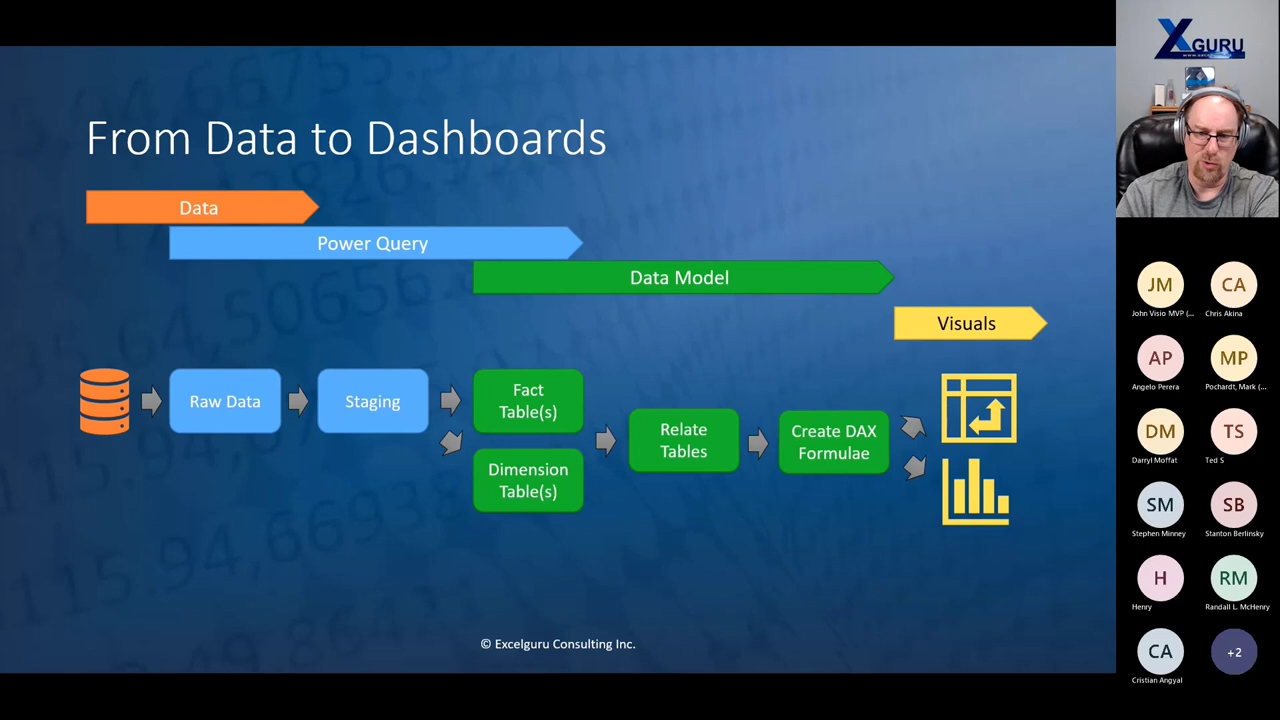 From Data to Dashboards
Data
Power Query
Data Model
Visuals
Raw Data
Staging
Fact
Table(s)
Dimension
Table(s)
Relate
Tables
Create DAX
Formulae
© Excelguru Consulting Inc.
XGURU
JM
CA
John Visio MVP (...
Chris Akina
AP
MP
Angelo Perera
Pochardt, Mark (...
DM
TS
Darryl Moffat
Ted S
SM
SB
Stephen Minney
Stanton Berlinsky
H
RM
Henry
Randall L. McHenry
CA
+2
Cristian Angyal